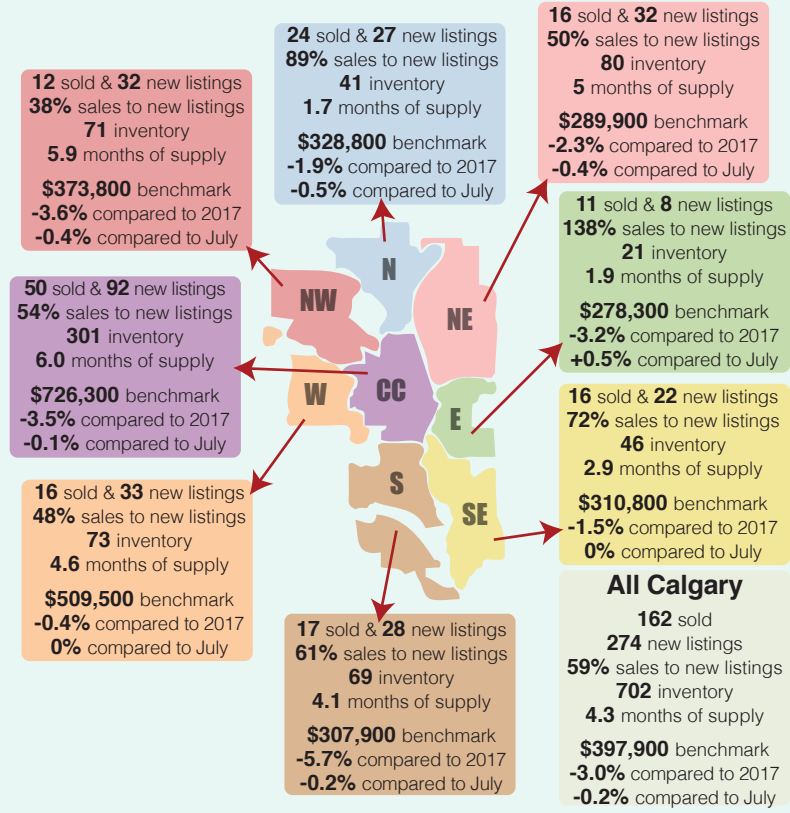 24 sold & 27 new listings
89% sales to new listings
41 inventory
1.7 months of supply
$328,800 benchmark
-1.9% compared to 2017
-0.5% compared to July
16 sold & 32 new listings
50% sales to new listings
80 inventory
5 months of supply
$289,900 benchmark
-2.3% compared to 2017
-0.4% compared to July
12 sold & 32 new listings
38% sales to new listings
71 inventory
5.9 months of supply
$373,800 benchmark
-3.6% compared to 2017
-0.4% compared to July
11 sold & 8 new listings
138% sales to new listings
21 inventory
1.9 months of supply
$278,300 benchmark
-3.2% compared to 2017
+0.5% compared to July
50 sold & 92 new listings
54% sales to new listings
301 inventory
6.0 months of supply
$726,300 benchmark
-3.5% compared to 2017
-0.1% compared to July
N
NW
NE
W
CC
E
S
SE
16 sold & 22 new listings
72% sales to new listings
46 inventory
2.9 months of supply
$310,800 benchmark
-1.5% compared to 2017
0% compared to July
16 sold & 33 new listings
48% sales to new listings
73 inventory
4.6 months of supply
$509,500 benchmark
-0.4% compared to 2017
0% compared to July
17 sold & 28 new listings
61% sales to new listings
69 inventory
4.1 months of supply
$307,900 benchmark
-5.7% compared to 2017
-0.2% compared to July
All Calgary
162 sold
274 new listings
59% sales to new listings
702 inventory
4.3 months of supply
$397,900 benchmark
-3.0% compared to 2017
-0.2% compared to July